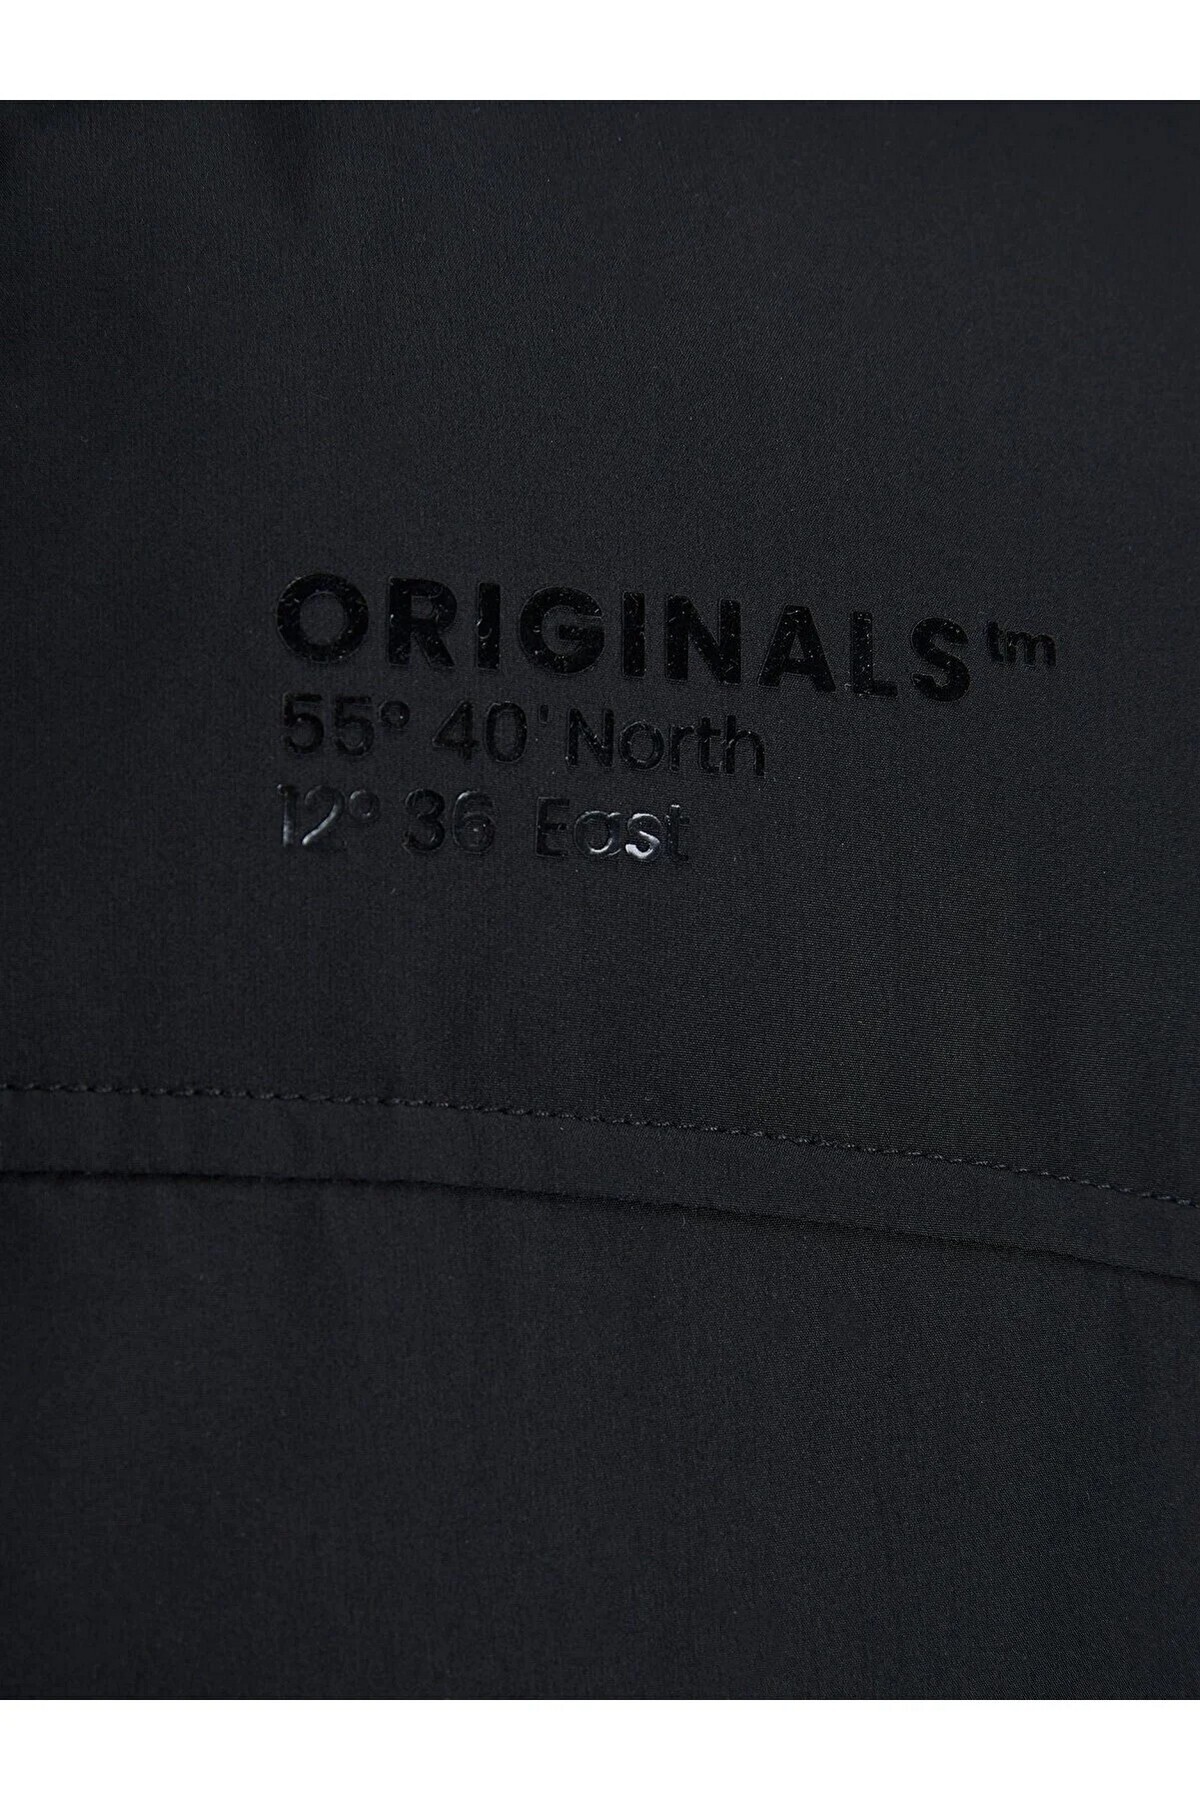 ORIGINALS™
55° 40' North
12° 36 East